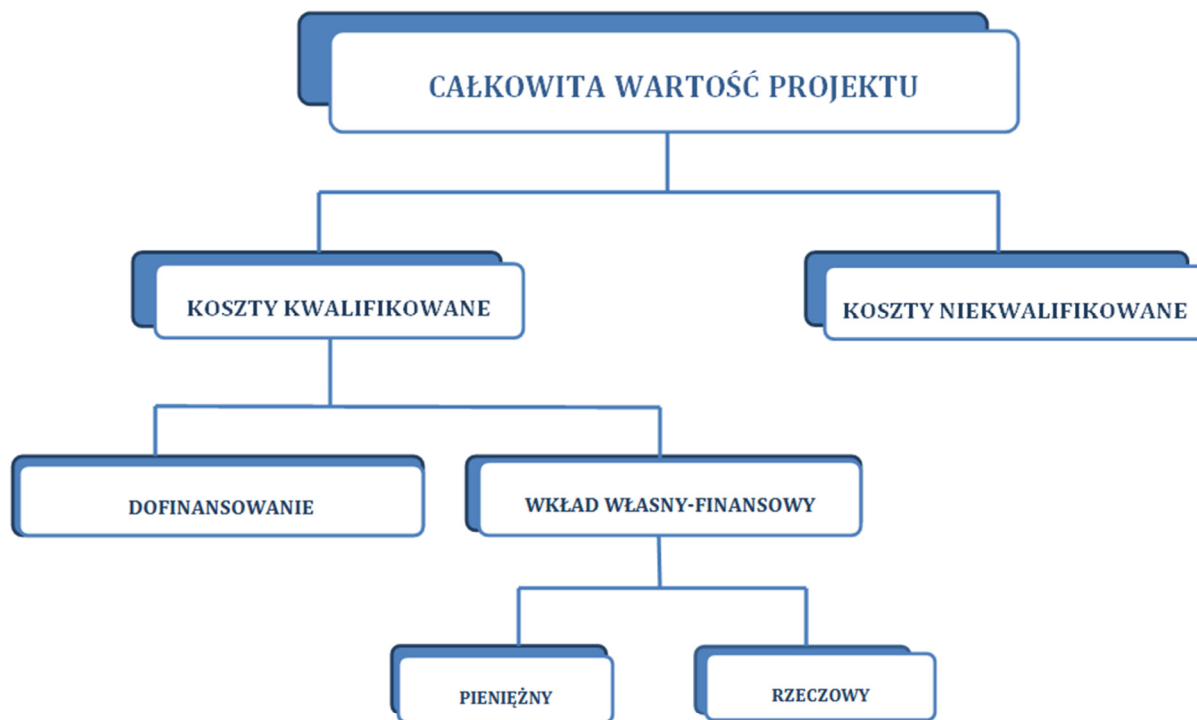 CAŁKOWITA WARTOŚĆ PROJEKTU
KOSZTY KWALIFIKOWANE
KOSZTY NIEKWALIFIKOWANE
DOFINANSOWANIE
WKŁAD WŁASNY-FINANSOWY
PIENIĘŻNY
RZECZOWY